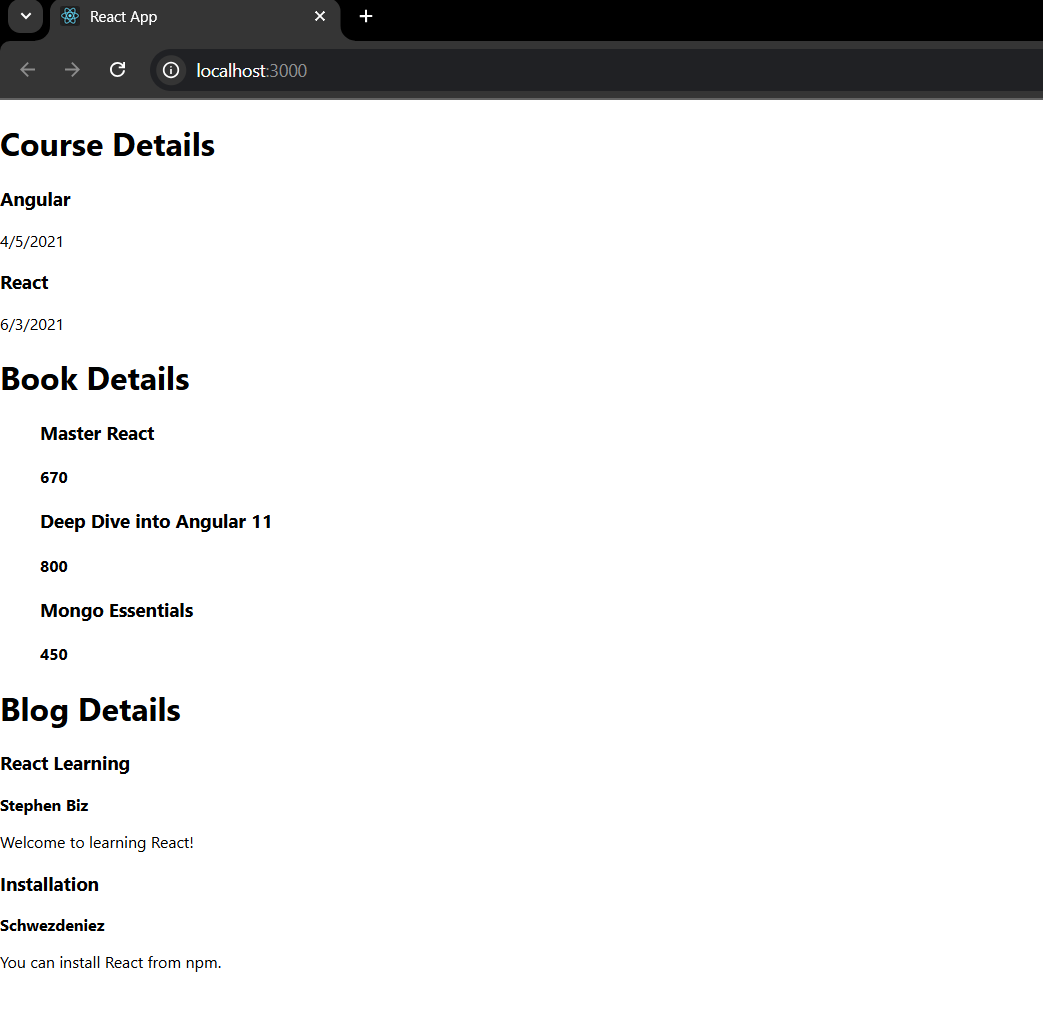 React App
localhost:3000
Course Details
Angular
4/5/2021
React
6/3/2021
Book Details
Master React
670
Deep Dive into Angular 11
800
Mongo Essentials
450
Blog Details
React Learning
Stephen Biz
Welcome to learning React!
Installation
Schwezdeniez
You can install React from npm.